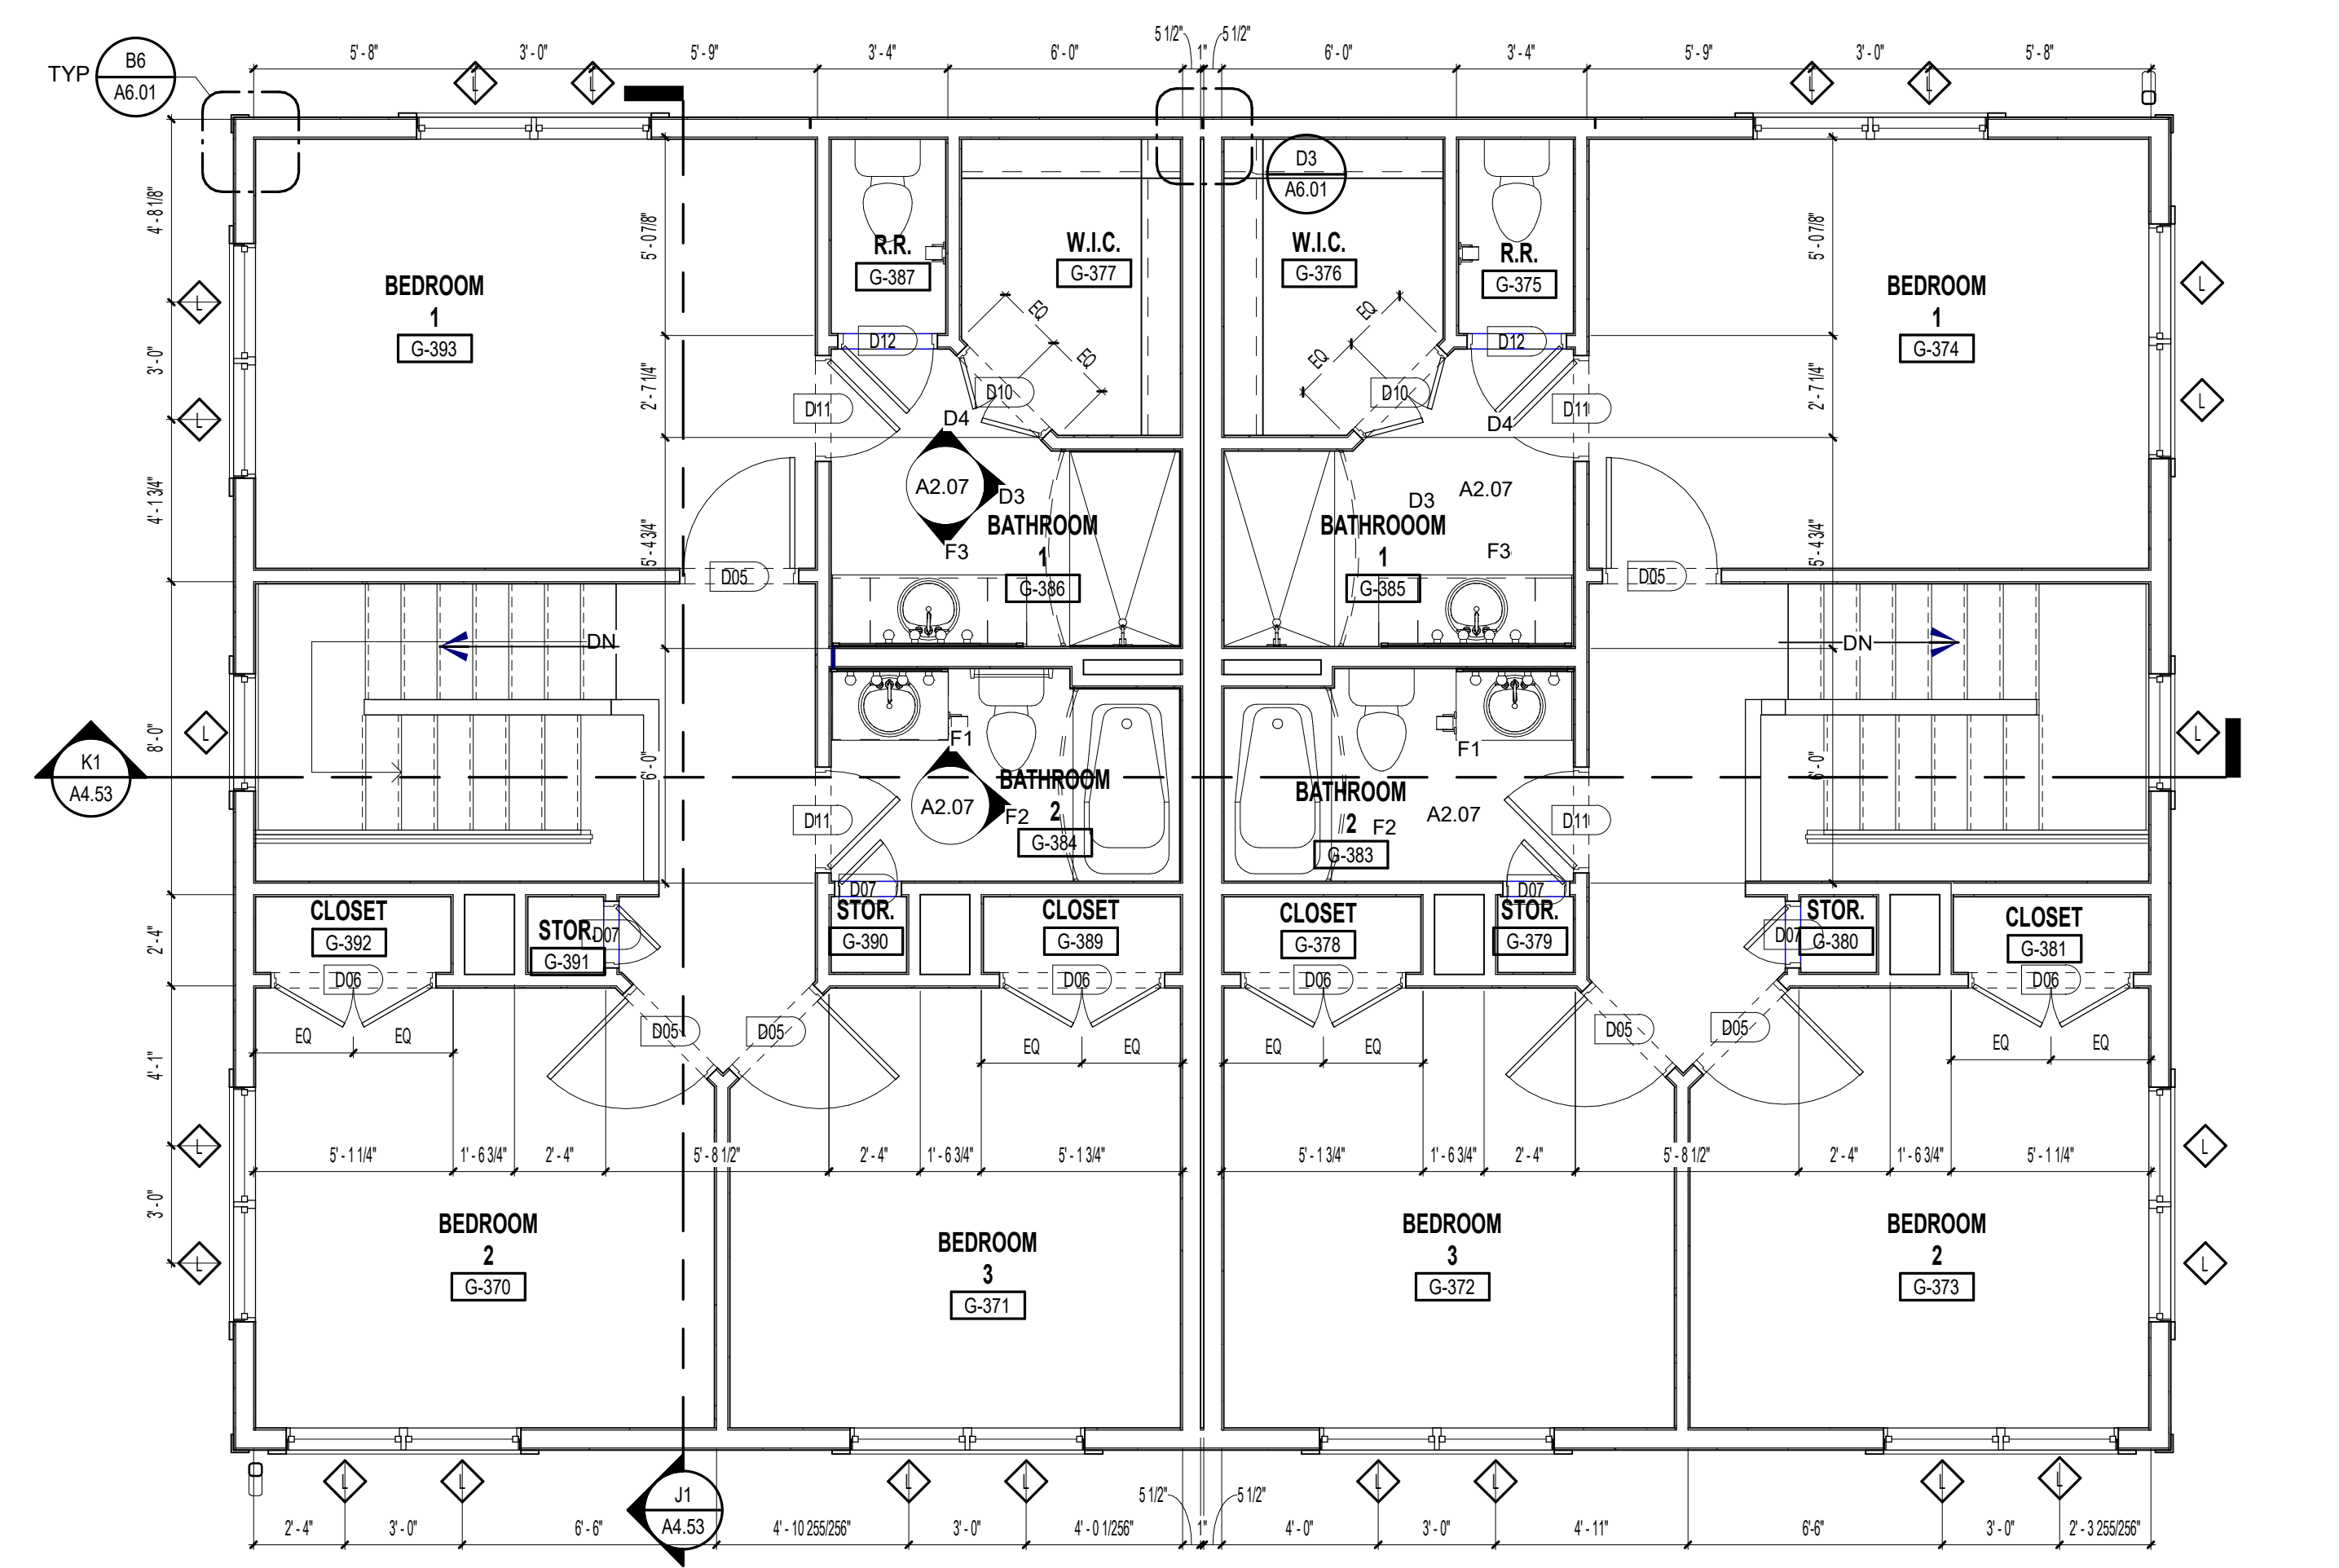 5 1/2"
5 1/2"
5' - 8"
3' - 0"
5' - 9"
3' - 4"
6' - 0"
1"
6' - 0"
3' - 4"
5' - 9"
3' - 0"
5' - 8"
TYP
B6
A6.01
L
L
L
L
D3
A6.01
4' - 8 1/8"
5' - 0 7/8"
5' - 0 7/8"
R.R.
G-387
W.I.C.
G-377
W.I.C.
G-376
R.R.
G-375
BEDROOM
1
G-393
BEDROOM
1
G-374
L
L
EQ
EQ
EQ
EQ
D12
D12
3' - 0"
2' - 7 1/4"
2' - 7 1/4"
D10
D10
D11
D11
L
L
D4
D4
4' - 1 3/4"
A2.07
D3
D3
A2.07
BATHROOM
1
G-386
BATHROOOM
1
G-385
F3
F3
5' - 4 3/4"
5' - 4 3/4"
D05
D05
DN
DN
8' - 0"
L
L
F1
F1
K1
A4.53
6' - 0"
6' - 0"
BATHROOM
2
G-384
BATHROOM
2
G-383
A2.07
F2
F2
A2.07
D11
D11
D07
D07
CLOSET
G-392
STOR.
G-391
D07
STOR.
G-390
CLOSET
G-389
CLOSET
G-378
STOR.
G-379
D07
STOR.
G-380
CLOSET
G-381
2' - 4"
D06
D06
D06
D06
D05
D05
D05
D05
EQ
EQ
EQ
EQ
EQ
EQ
EQ
EQ
4' - 1"
L
L
5' - 1 1/4"
1' - 6 3/4"
2' - 4"
5' - 8 1/2"
2' - 4"
1' - 6 3/4"
5' - 1 3/4"
5' - 1 3/4"
1' - 6 3/4"
2' - 4"
5' - 8 1/2"
2' - 4"
1' - 6 3/4"
5' - 1 1/4"
3' - 0"
BEDROOM
2
G-370
BEDROOM
3
G-371
BEDROOM
3
G-372
BEDROOM
2
G-373
L
L
L
L
L
L
L
L
L
L
J1
A4.53
5 1/2"
5 1/2"
2' - 4"
3' - 0"
6' - 6"
4' - 10 255/256"
3' - 0"
4' - 0 1/256"
1"
4' - 0"
3' - 0"
4' - 11"
6'-6"
3' - 0"
2' - 3 255/256"